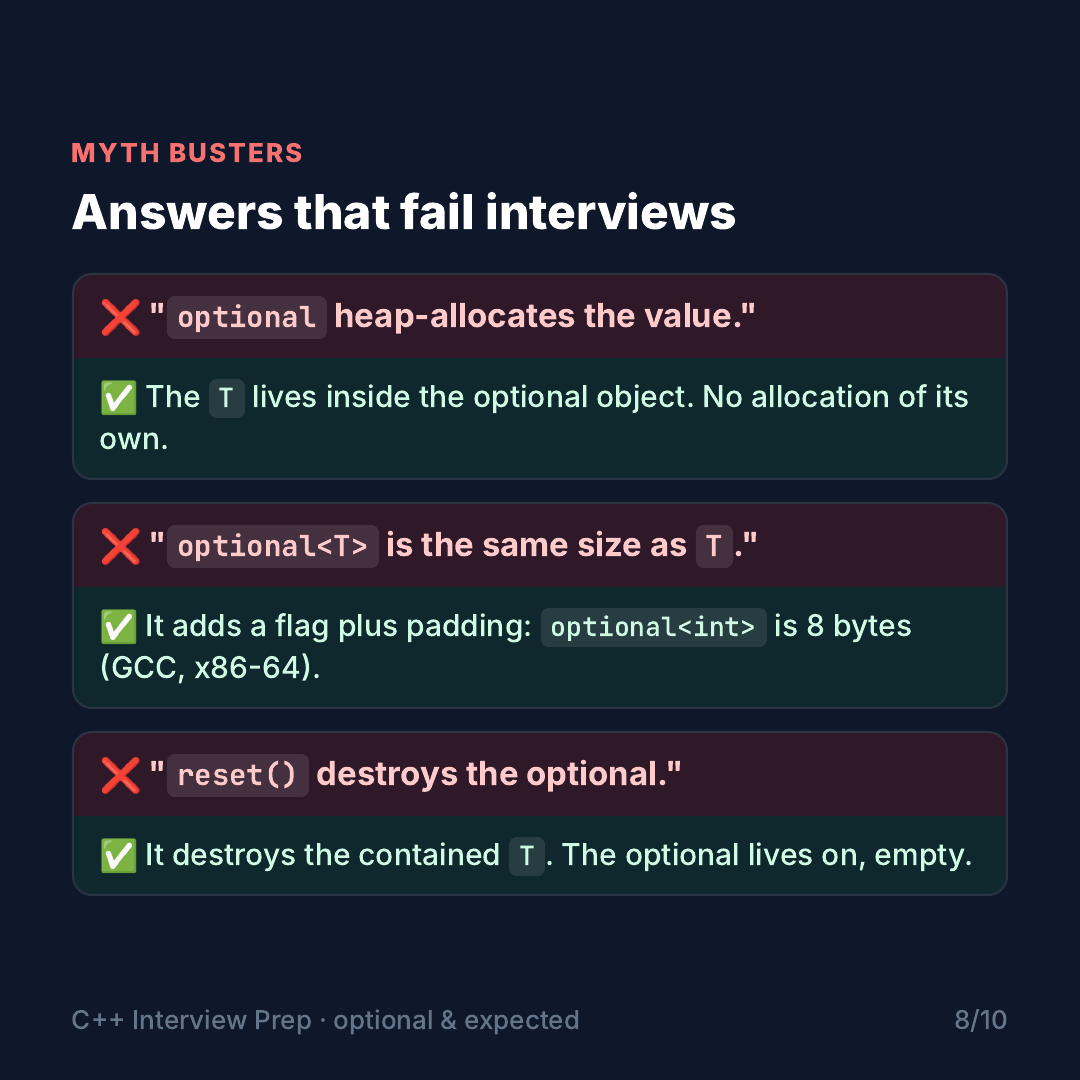 MYTH BUSTERS
Answers that fail interviews
❌ "optional heap-allocates the value."
✅ The T lives inside the optional object. No allocation of its
own.
❌ "optional<T> is the same size as T."
✅ It adds a flag plus padding: optional<int> is 8 bytes
(GCC, x86-64).
❌ "reset() destroys the optional."
✅ It destroys the contained T. The optional lives on, empty.
C++ Interview Prep · optional & expected
8/10